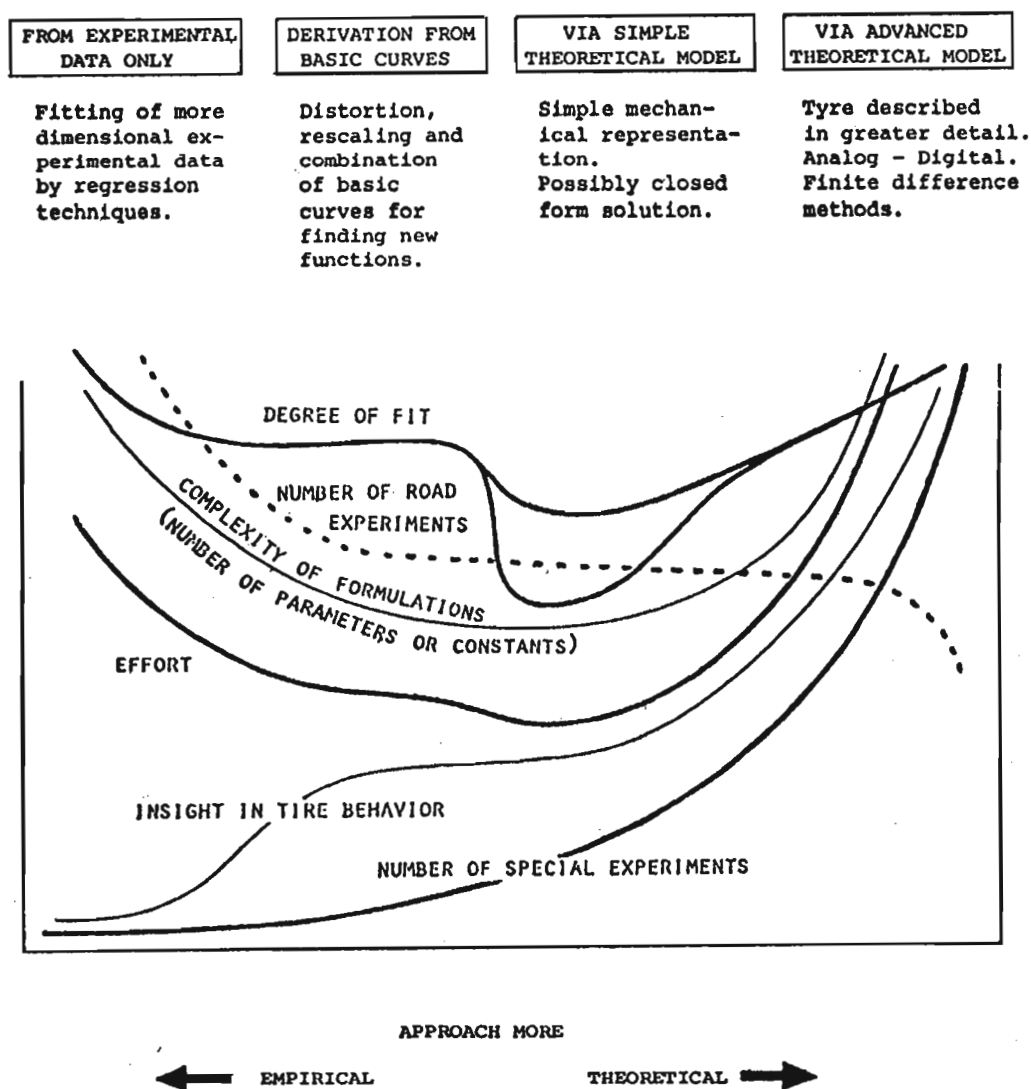 FROM EXPERIMENTAL
DATA ONLY
DERIVATION FROM
BASIC CURVES
VIA SIMPLE
THEORETICAL MODEL
VIA ADVANCED
THEORETICAL MODEL
Fitting of more
dimensional ex-
perimental data
by regression
techniques.
Distortion,
rescaling and
combination
of basic
curves for
finding new
functions.
Simple mechan-
ical representa-
tion.
Possibly closed
form solution.
Tyre described
in greater detail.
Analog - Digital.
Finite difference
methods.
DEGREE OF FIT
NUMBER OF ROAD
EXPERIMENTS
COMPLEXITY OF FORMULATIONS
(NUMBER OF PARAMETERS OR CONSTANTS)
EFFORT
INSIGHT IN TIRE BEHAVIOR
NUMBER OF SPECIAL EXPERIMENTS
APPROACH MORE
EMPIRICAL
THEORETICAL